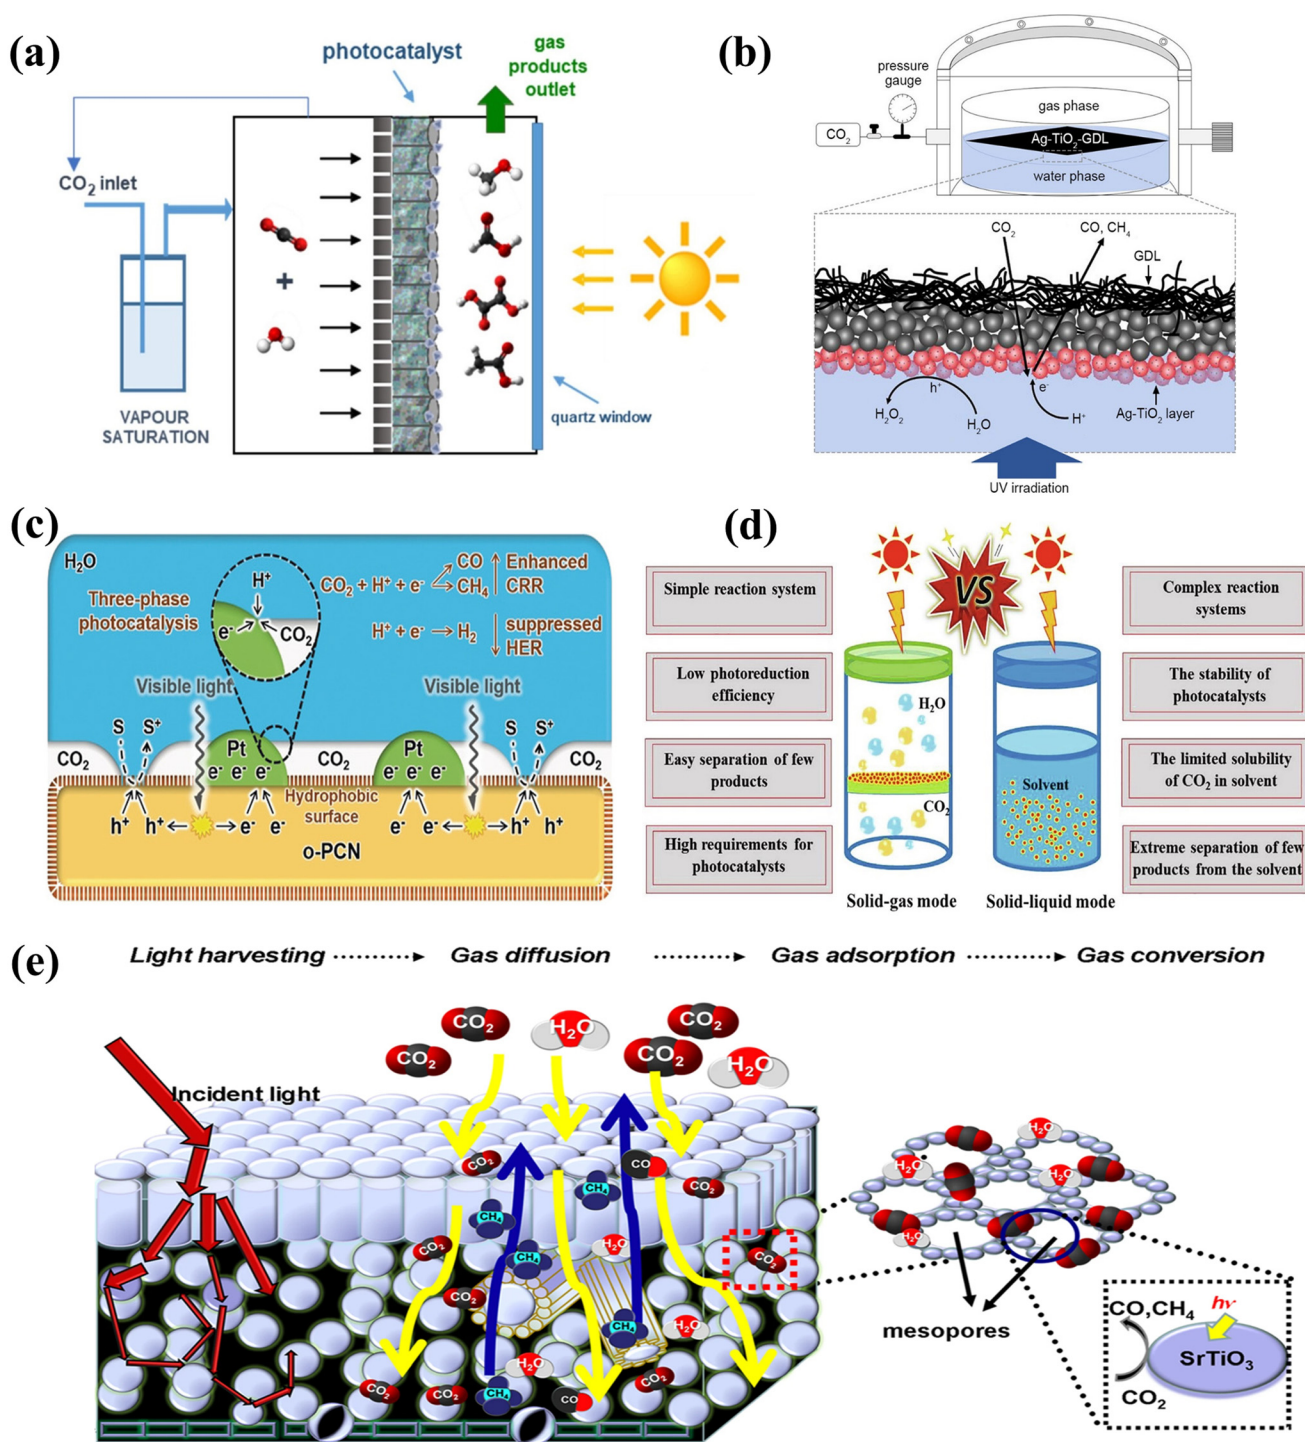 (a)
photocatalyst
gas
products
outlet
CO2 inlet
VAPOUR
SATURATION
quartz window
(b)
pressure
gauge
CO2
gas phase
Ag-TiO2-GDL
water phase
CO2
CO, CH4
GDL
h+
e-
H2O2
H2O
H+
Ag-TiO2 layer
UV irradiation
(c)
H2O
Three-phase
photocatalysis
H+
e-
CO2
CO2 + H+ + e-
CO
CH4
Enhanced
CRR
H+ + e- → H2
suppressed
HER
Visible light
Visible light
S
S+
S
S+
CO2
Pt
e- e- e-
CO2
Pt
e- e- e-
CO2
Hydrophobic
surface
h+
h+
e-
e-
e-
e-
h+
h+
o-PCN
(d)
VS
Simple reaction system
Low photoreduction
efficiency
Easy separation of few
products
High requirements for
photocatalysts
H2O
CO2
Solid-gas mode
Solvent
Solid-liquid mode
Complex reaction
systems
The stability of
photocatalysts
The limited solubility
of CO2 in solvent
Extreme separation of few
products from the solvent
(e)
Light harvesting
Gas diffusion
Gas adsorption
Gas conversion
Incident light
CO2
CO2
H2O
CO2
CO2
H2O
CO2
CO
CO2
CH4
CH4
CO2
CH4
H2O
CO2
CO2
CH4
H2O
CO2
CO2
H2O
CH4
CO
CO2
H2O
H2O
H2O
mesopores
CO,CH4
hν
SrTiO3
CO2